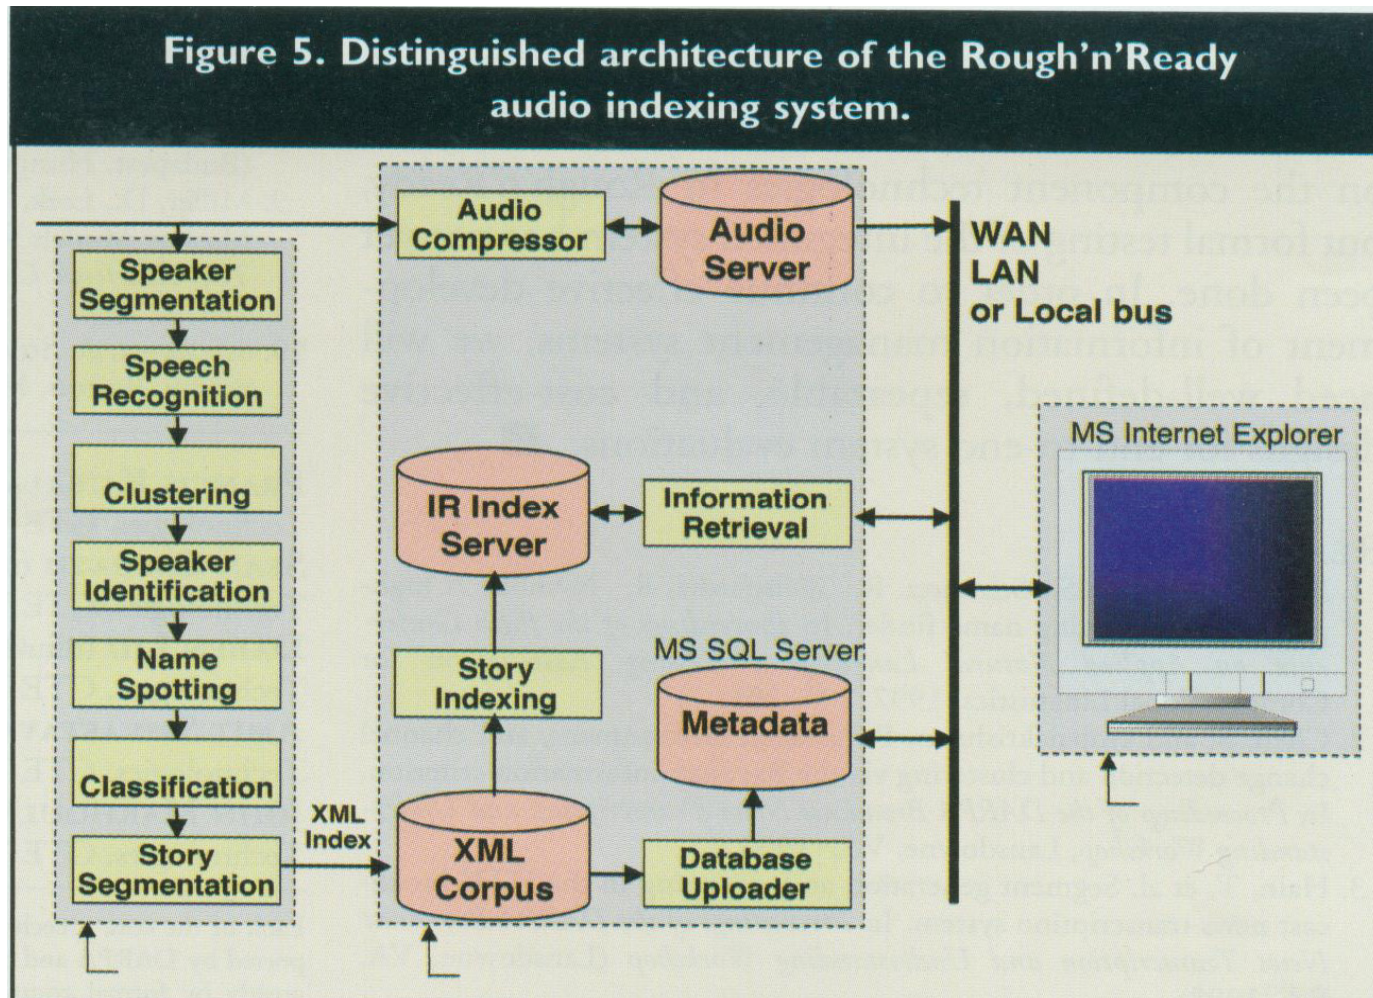 Figure 5. Distinguished architecture of the Rough'n'Ready
audio indexing system.
Audio
Compressor
Audio
Server
WAN
LAN
or Local bus
Speaker
Segmentation
Speech
Recognition
Clustering
Speaker
Identification
Name
Spotting
Classification
Story
Segmentation
XML
Index
IR Index
Server
Information
Retrieval
Story
Indexing
MS SQL Server
Metadata
XML
Corpus
Database
Uploader
MS Internet Explorer